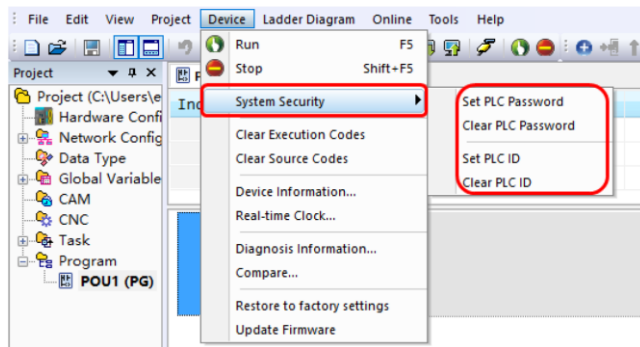 File Edit View Project Device Ladder Diagram Online Tools Help
Project
Project (C:\Users\e
Hardware Confi
Network Config
Data Type
Global Variable
CAM
CNC
Task
Program
POU1 (PG)
Run F5
Stop Shift+F5
System Security
Clear Execution Codes
Clear Source Codes
Device Information...
Real-time Clock...
Diagnosis Information...
Compare...
Restore to factory settings
Update Firmware
Set PLC Password
Clear PLC Password
Set PLC ID
Clear PLC ID